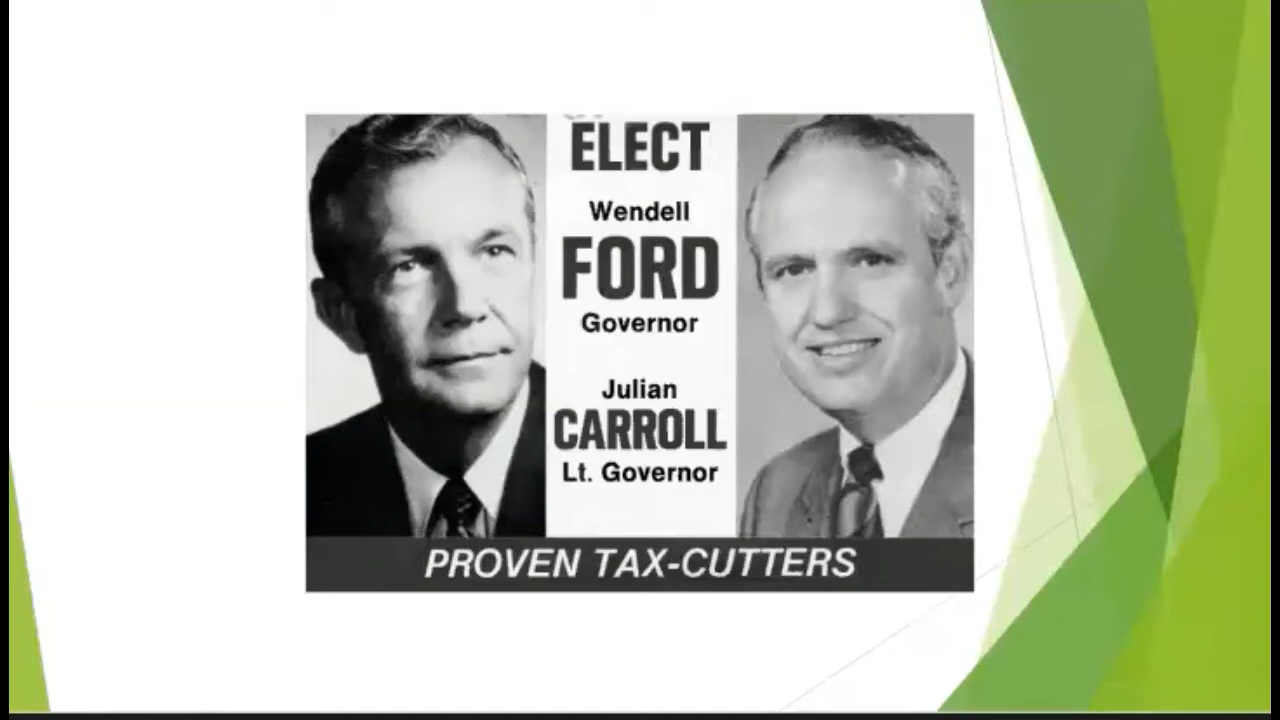 ELECT
Wendell
FORD
Governor
Julian
CARROLL
Lt. Governor
PROVEN TAX-CUTTERS